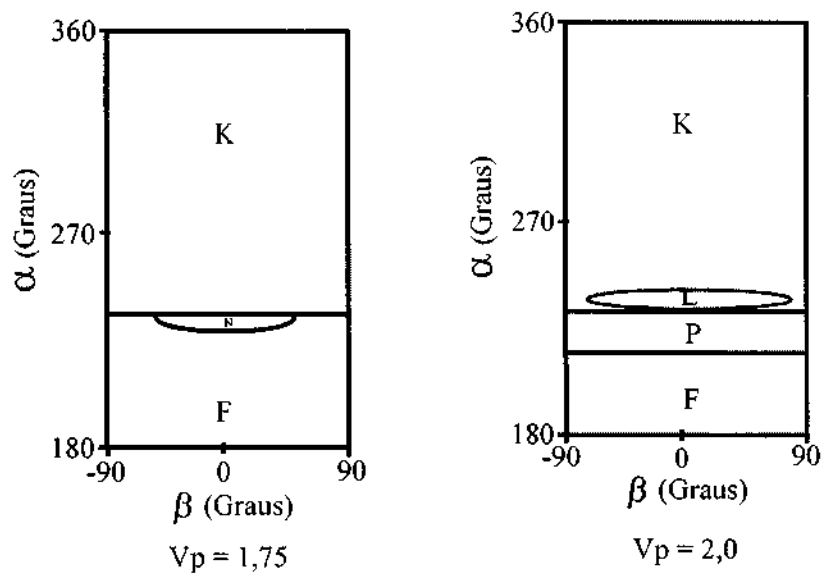 360
K
α (Graus)
270
N
F
180
-90
0
90
β (Graus)
Vp = 1,75
360
K
α (Graus)
270
L
P
F
180
-90
0
90
β (Graus)
Vp = 2,0